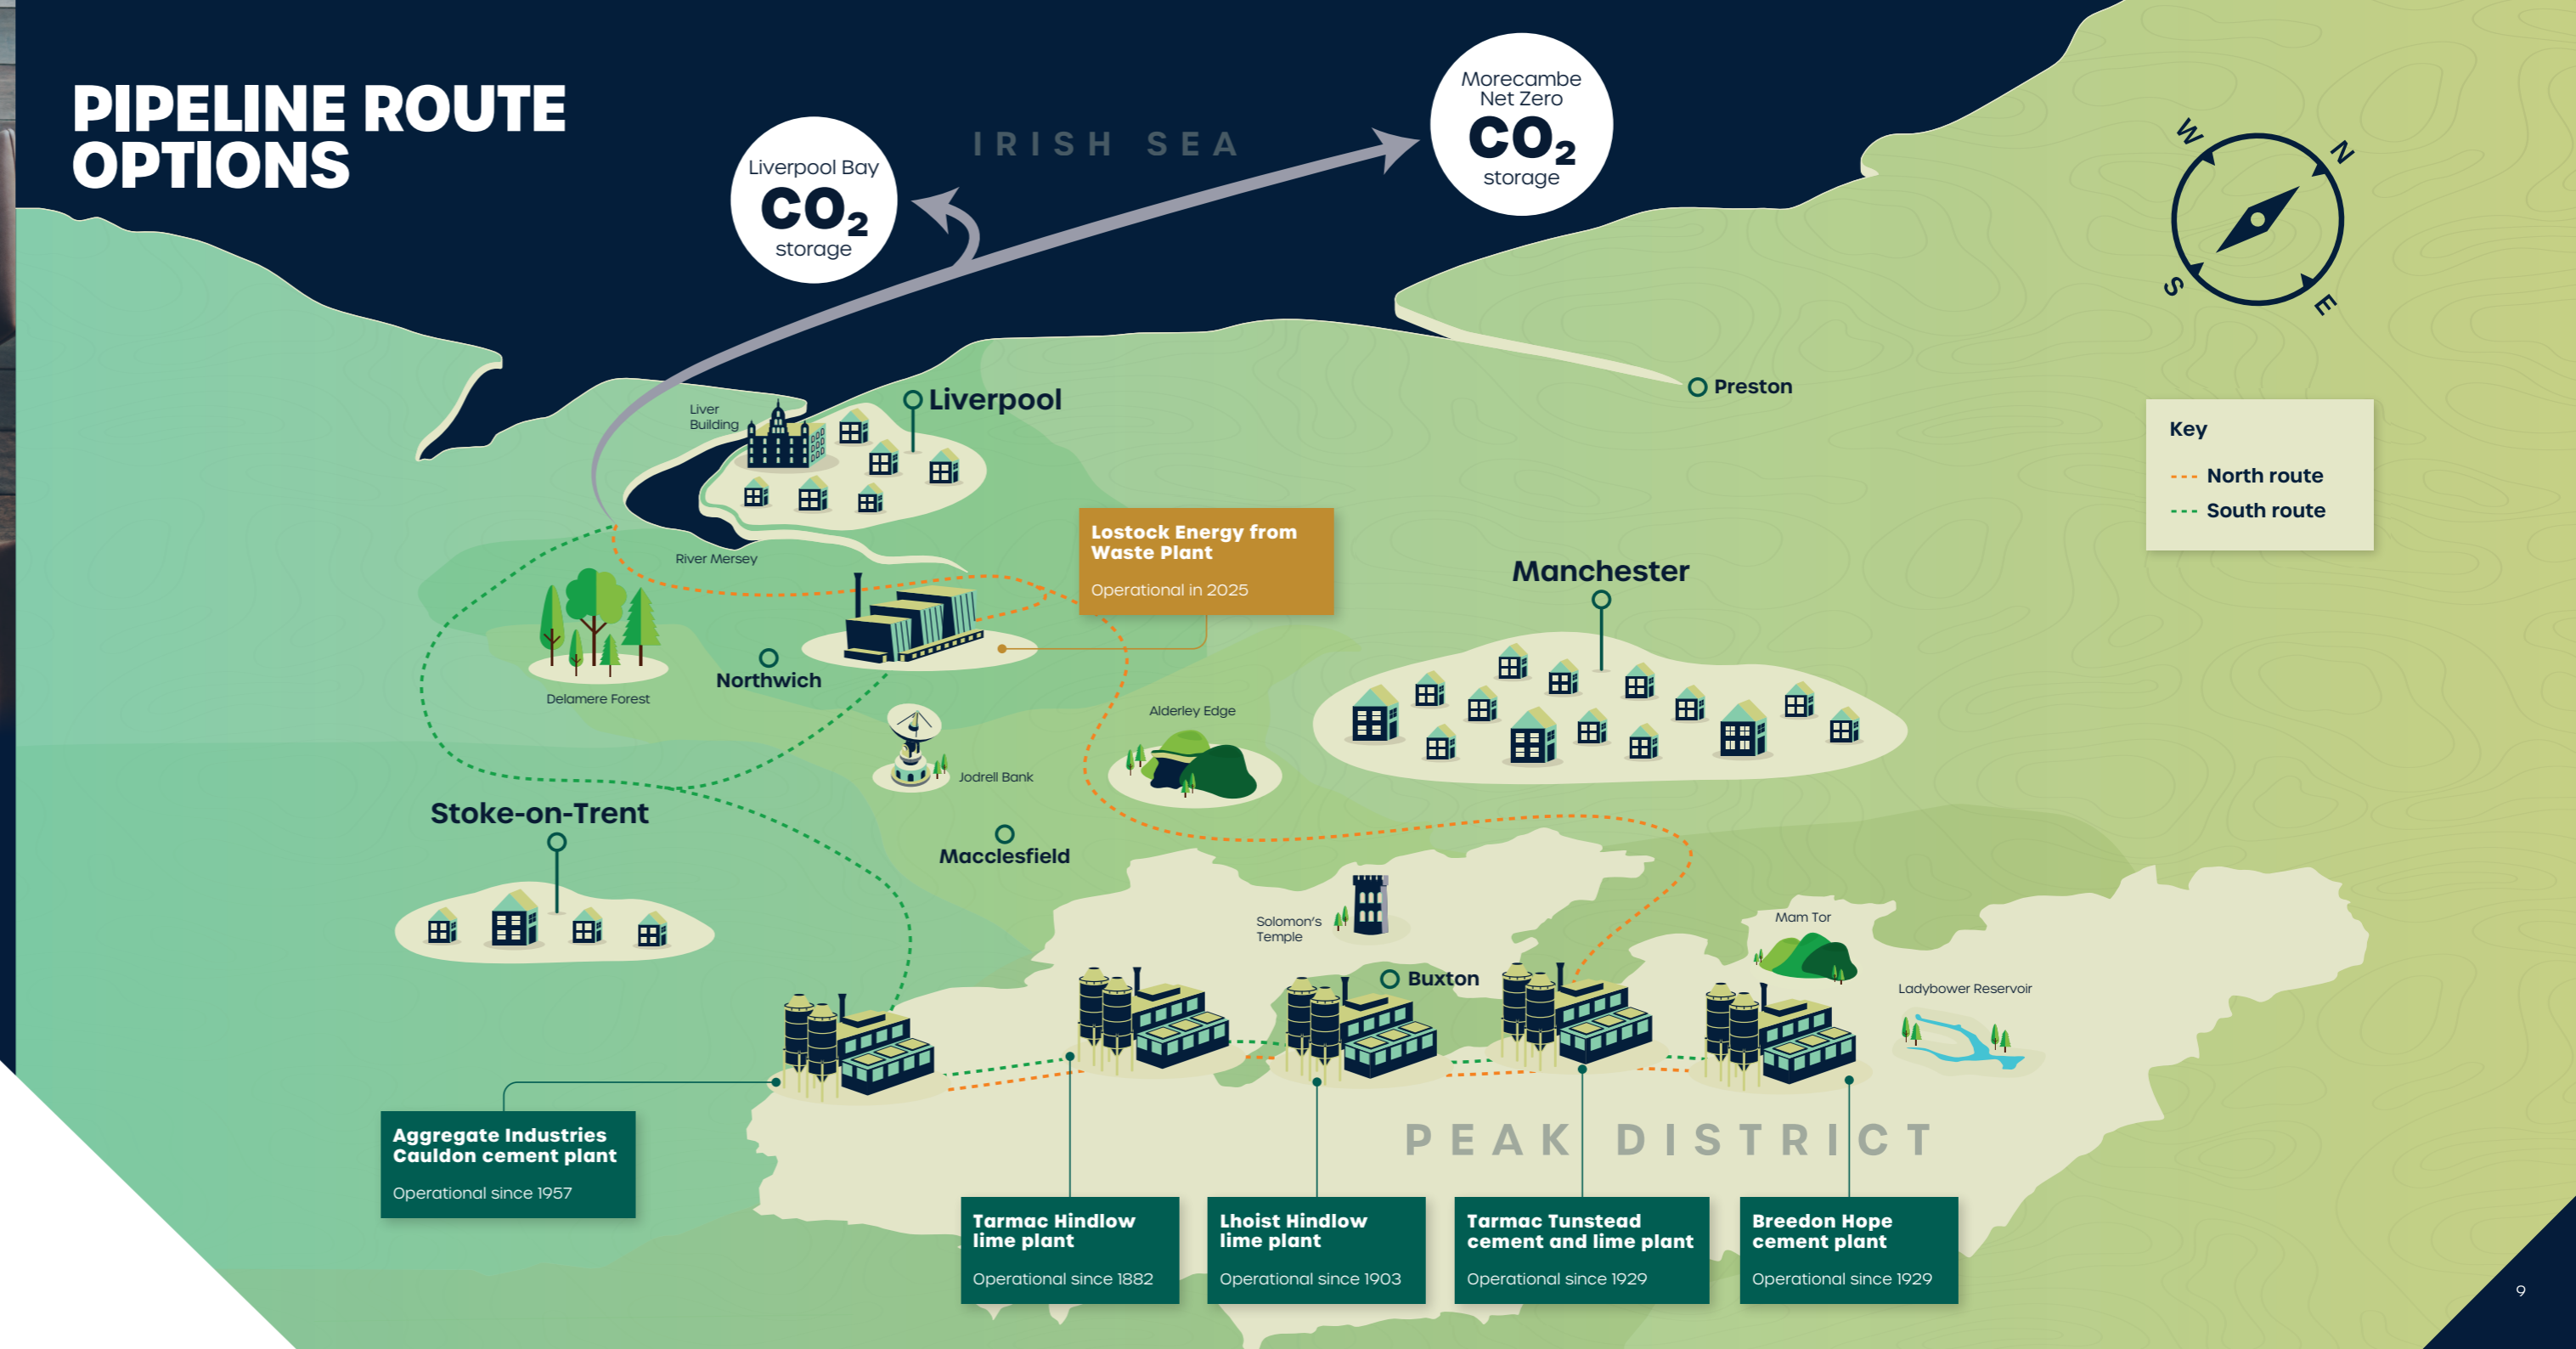 PIPELINE ROUTE
OPTIONS
Liverpool Bay
CO₂
storage
IRISH SEA
Morecambe
Net Zero
CO₂
storage
W
N
S
E
Key
North route
South route
Preston
Liverpool
Liver
Building
River Mersey
Lostock Energy from
Waste Plant
Operational in 2025
Manchester
Delamere Forest
Northwich
Jodrell Bank
Alderley Edge
Macclesfield
Stoke-on-Trent
Solomon's
Temple
Buxton
Mam Tor
Ladybower Reservoir
PEAK DISTRICT
Aggregate Industries
Cauldon cement plant
Operational since 1957
Tarmac Hindlow
lime plant
Operational since 1882
Lhoist Hindlow
lime plant
Operational since 1903
Tarmac Tunstead
cement and lime plant
Operational since 1929
Breedon Hope
cement plant
Operational since 1929
9